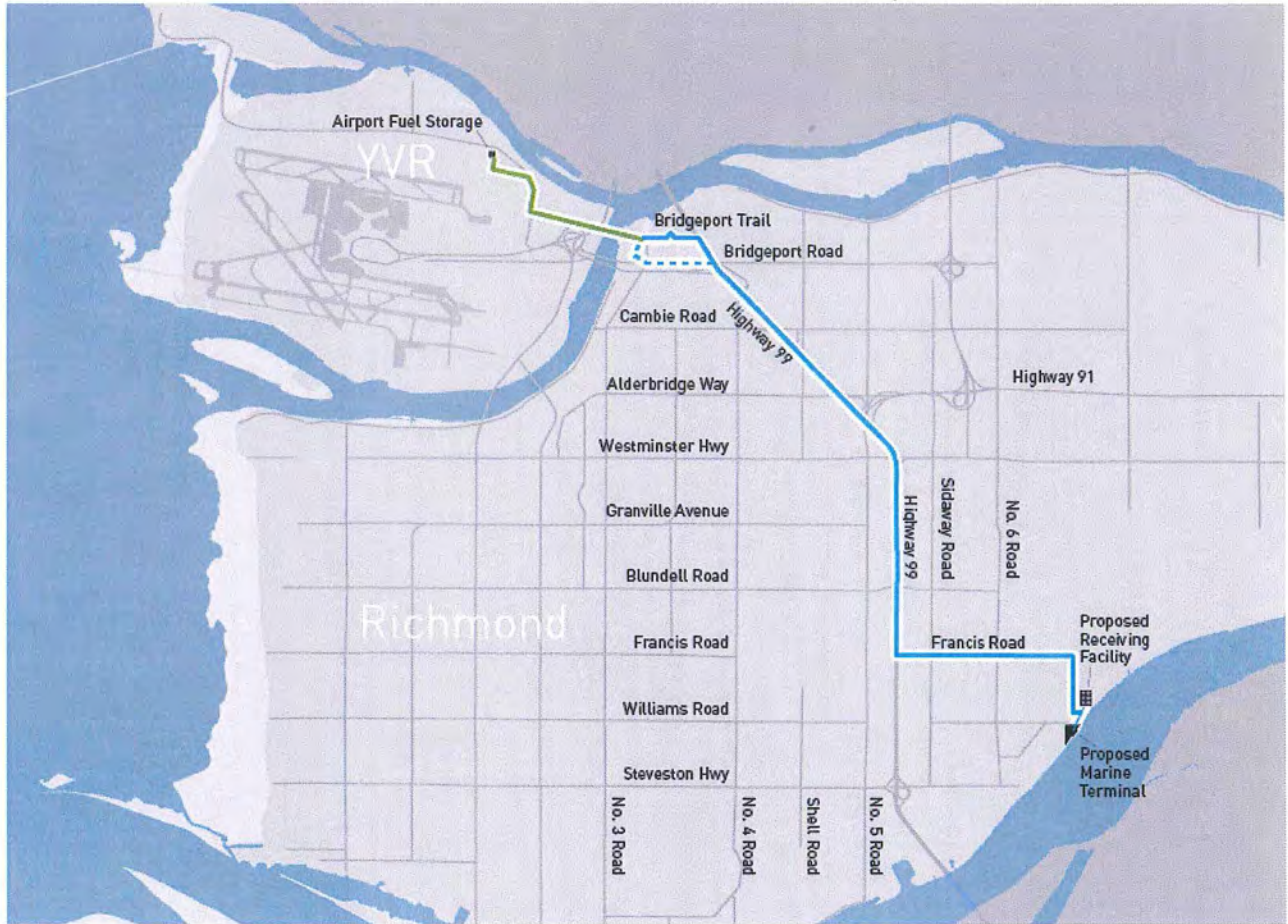 Airport Fuel Storage
YVR
Bridgeport Trail
Bridgeport Road
Cambie Road
Highway 99
Alderbridge Way
Highway 91
Westminster Hwy
Granville Avenue
Highway 99
Sidaway Road
No. 6 Road
Blundell Road
Richmond
Francis Road
Francis Road
Proposed
Receiving
Facility
Williams Road
Proposed
Marine
Terminal
Steveston Hwy
No. 3 Road
No. 4 Road
Shell Road
No. 5 Road